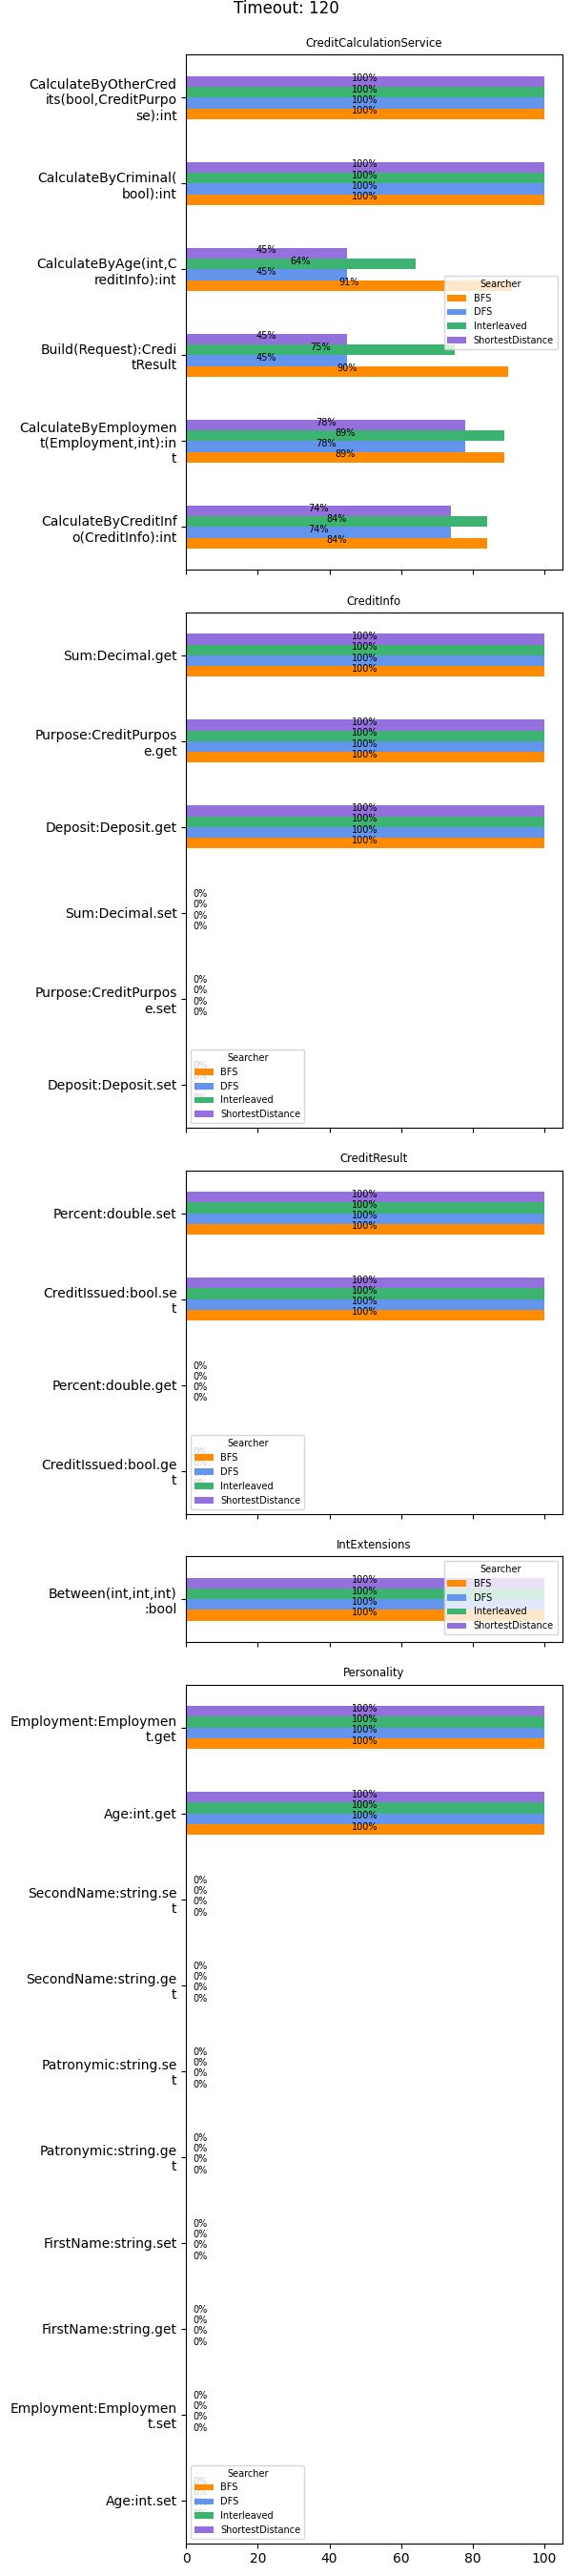 Timeout: 120
CreditCalculationService
CalculateByOtherCred
its(bool,CreditPurpo
se):int
100%
100%
100%
100%
CalculateByCriminal(
bool):int
100%
100%
100%
100%
CalculateByAge(int,C
reditInfo):int
45%
64%
45%
91%
Searcher
BFS
DFS
Interleaved
ShortestDistance
Build(Request):Credi
tResult
45%
75%
45%
90%
CalculateByEmploymen
t(Employment,int):in
t
78%
89%
78%
89%
CalculateByCreditInf
o(CreditInfo):int
74%
84%
74%
84%
CreditInfo
Sum:Decimal.get
100%
100%
100%
100%
Purpose:CreditPurpos
e.get
100%
100%
100%
100%
Deposit:Deposit.get
100%
100%
100%
100%
Sum:Decimal.set
0%
0%
0%
0%
Purpose:CreditPurpos
e.set
0%
0%
0%
0%
Deposit:Deposit.set
0%
Searcher
BFS
DFS
Interleaved
ShortestDistance
CreditResult
Percent:double.set
100%
100%
100%
100%
CreditIssued:bool.se
t
100%
100%
100%
100%
Percent:double.get
0%
0%
0%
0%
CreditIssued:bool.ge
t
0%
Searcher
BFS
DFS
Interleaved
ShortestDistance
IntExtensions
Between(int,int,int)
:bool
100%
100%
100%
100%
Searcher
BFS
DFS
Interleaved
ShortestDistance
Personality
Employment:Employmen
t.get
100%
100%
100%
100%
Age:int.get
100%
100%
100%
100%
SecondName:string.se
t
0%
0%
0%
0%
SecondName:string.ge
t
0%
0%
0%
0%
Patronymic:string.se
t
0%
0%
0%
0%
Patronymic:string.ge
t
0%
0%
0%
0%
FirstName:string.set
0%
0%
0%
0%
FirstName:string.get
0%
0%
0%
0%
Employment:Employmen
t.set
0%
0%
0%
0%
Age:int.set
0%
Searcher
BFS
DFS
Interleaved
ShortestDistance
0 20 40 60 80 100